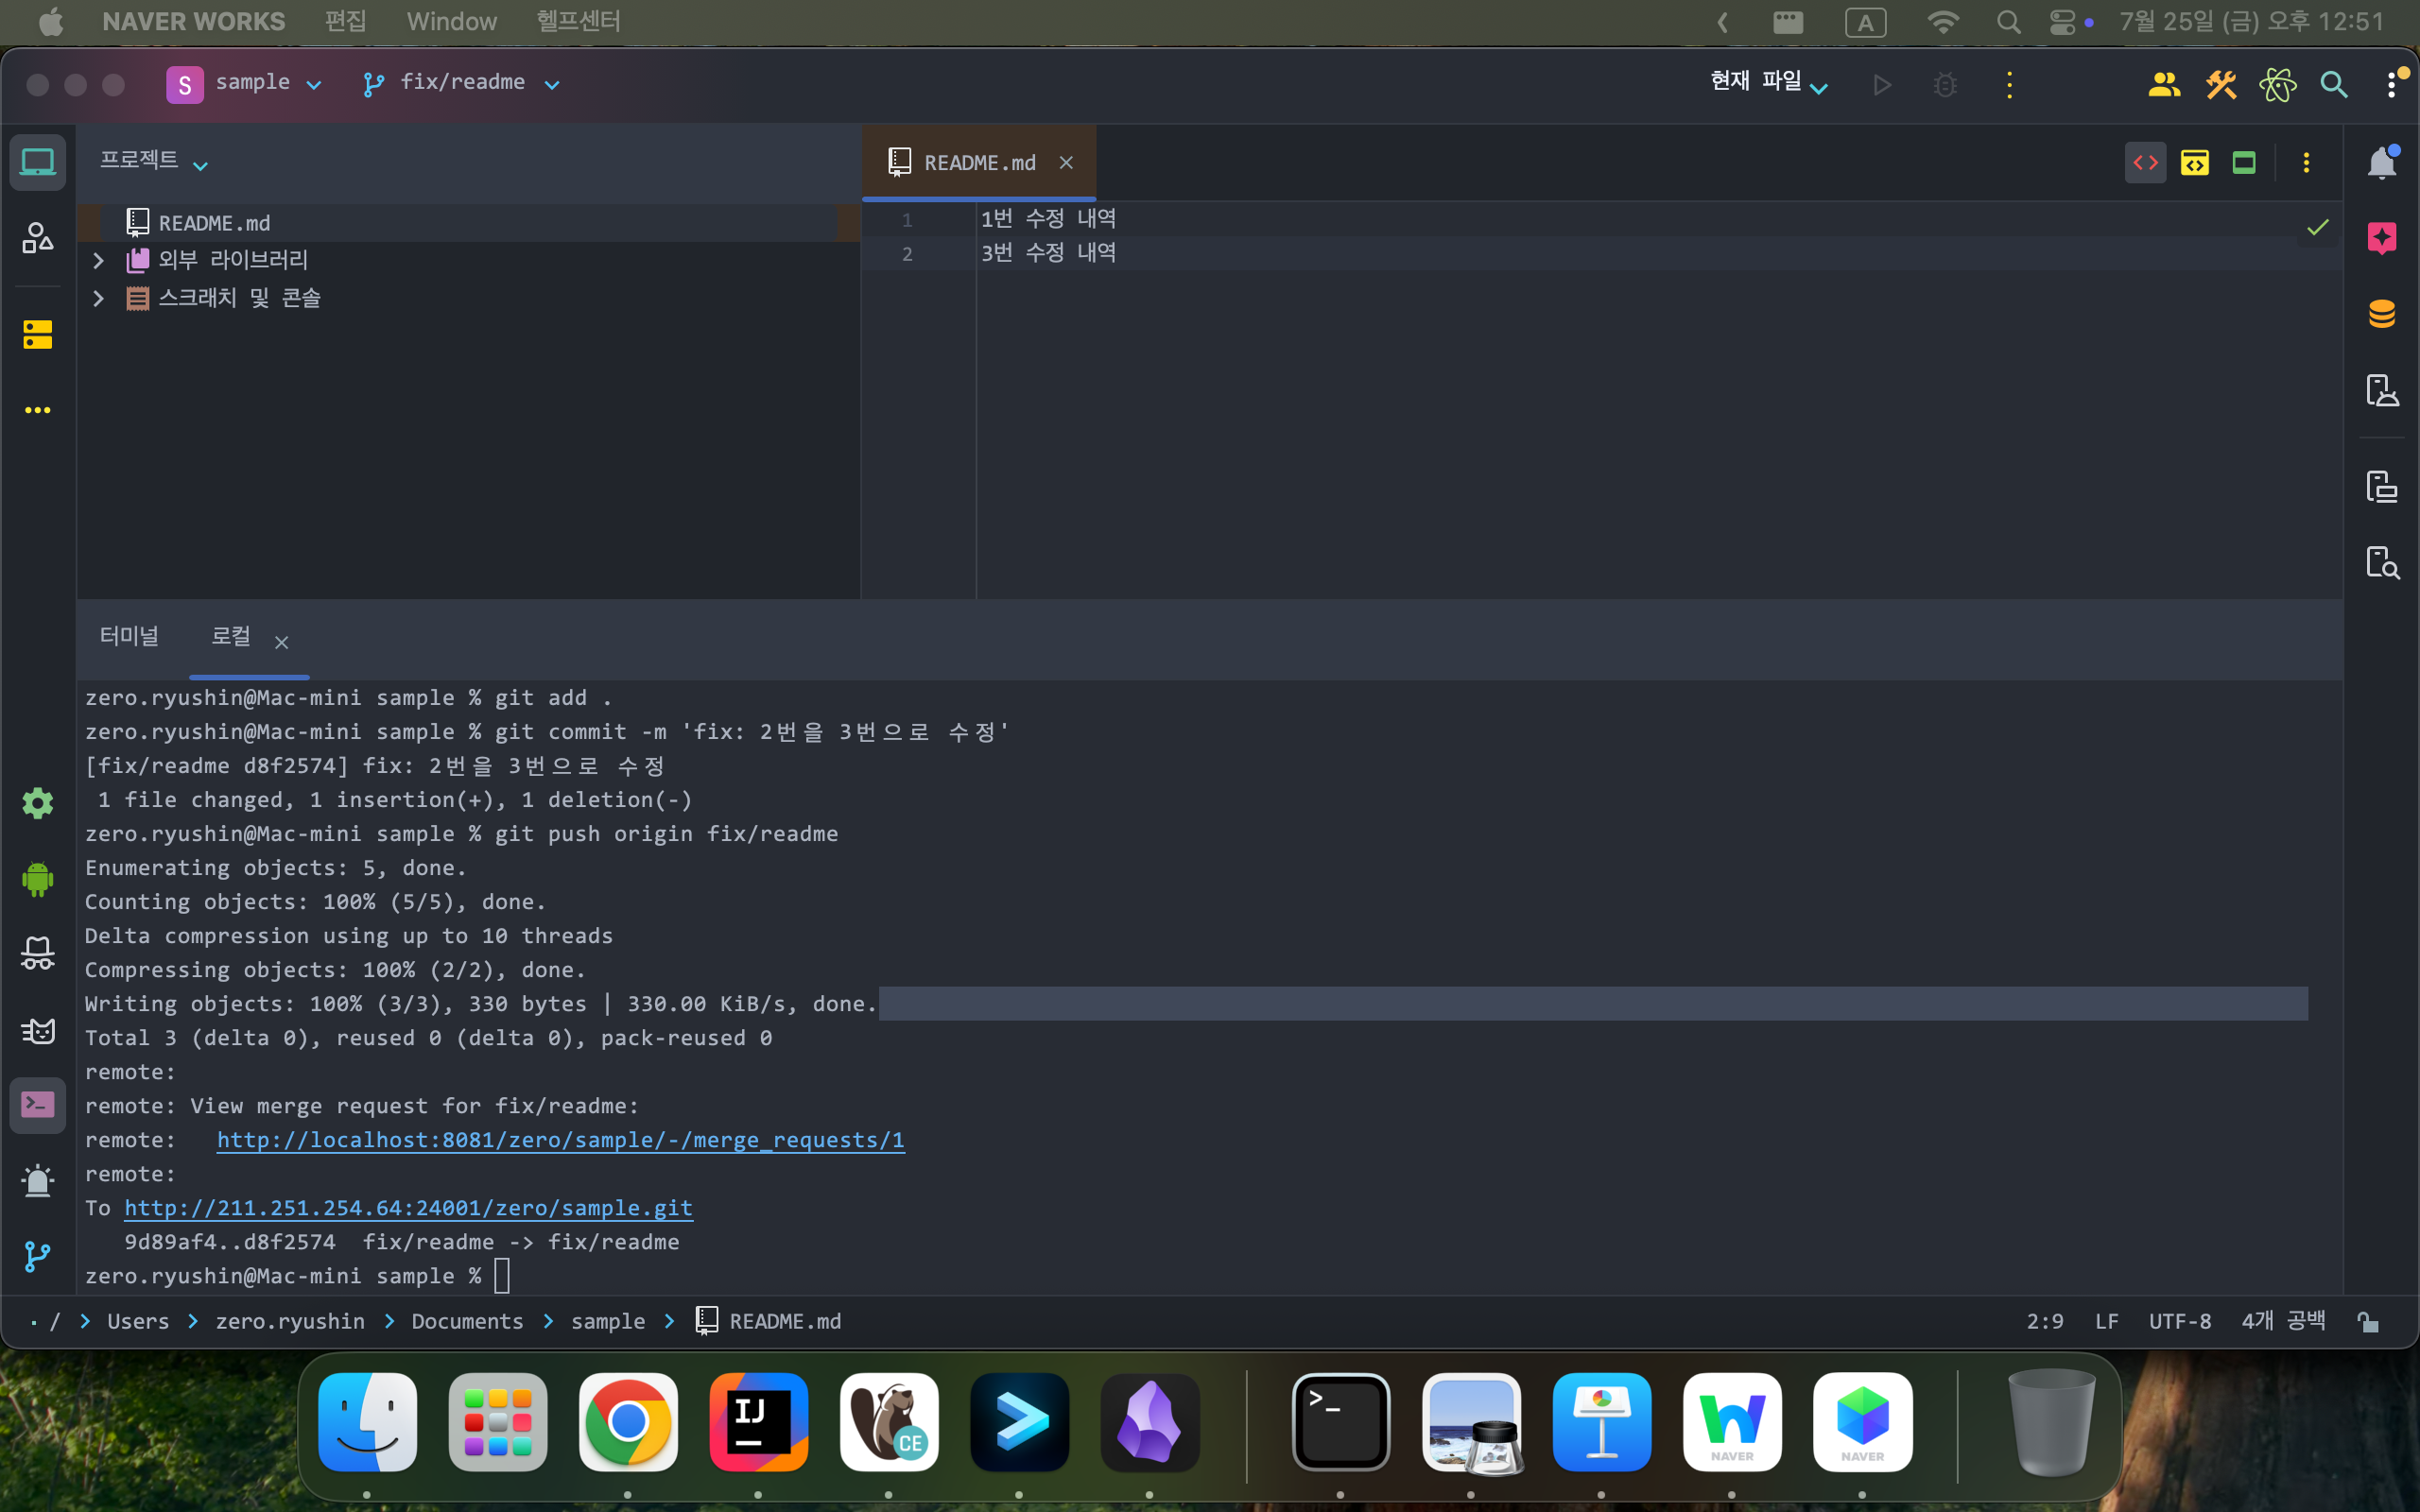 NAVER WORKS 편집 Window 헬프센터 A 7월 25일 (금) 오후 12:51
S sample fix/readme 현재 파일
프로젝트
README.md
외부 라이브러리
스크래치 및 콘솔
README.md
1 1번 수정 내역
2 3번 수정 내역
터미널 로컬
zero.ryushin@Mac-mini sample % git add .
zero.ryushin@Mac-mini sample % git commit -m 'fix: 2번을 3번으로 수정'
[fix/readme d8f2574] fix: 2번을 3번으로 수정
1 file changed, 1 insertion(+), 1 deletion(-)
zero.ryushin@Mac-mini sample % git push origin fix/readme
Enumerating objects: 5, done.
Counting objects: 100% (5/5), done.
Delta compression using up to 10 threads
Compressing objects: 100% (2/2), done.
Writing objects: 100% (3/3), 330 bytes | 330.00 KiB/s, done.
Total 3 (delta 0), reused 0 (delta 0), pack-reused 0
remote:
remote: View merge request for fix/readme:
remote:   http://localhost:8081/zero/sample/-/merge_requests/1
remote:
To http://211.251.254.64:24001/zero/sample.git
9d89af4..d8f2574  fix/readme -> fix/readme
zero.ryushin@Mac-mini sample %
/ > Users > zero.ryushin > Documents > sample > README.md 2:9 LF UTF-8 4개 공백
IJ
CE
>_
NAVER
NAVER